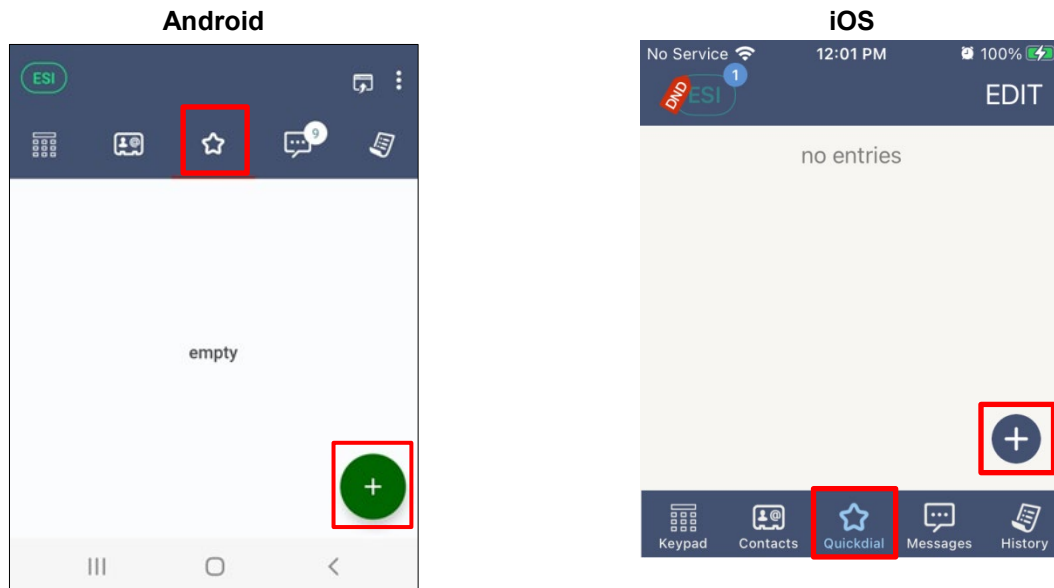 Android
ESI
9
empty
+
iOS
No Service 12:01 PM 100%
DND ESI 1 EDIT
no entries
+
Keypad Contacts Quickdial Messages History